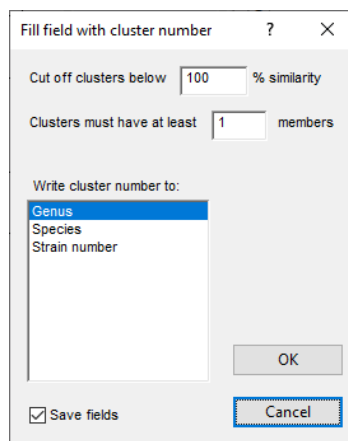 Fill field with cluster number ?
Cut off clusters below 100 % similarity
Clusters must have at least 1 members
Write cluster number to:
Genus
Species
Strain number
OK
Save fields
Cancel